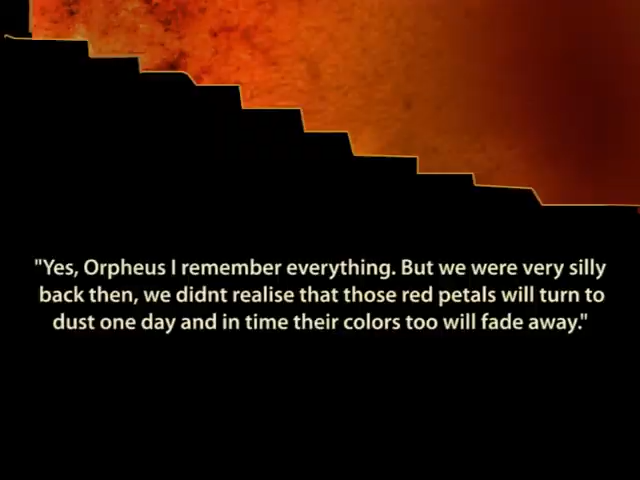 "Yes, Orpheus I remember everything. But we were very silly
back then, we didnt realise that those red petals will turn to
dust one day and in time their colors too will fade away."